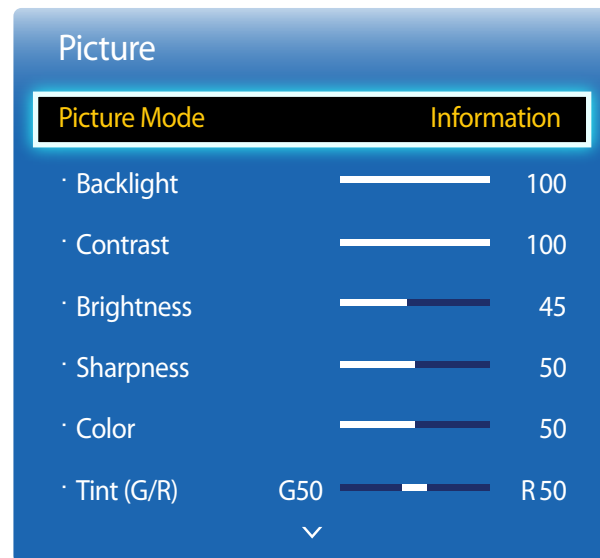 Picture
Picture Mode Information
· Backlight 100
· Contrast 100
· Brightness 45
· Sharpness 50
· Color 50
· Tint (G/R) G50 R50